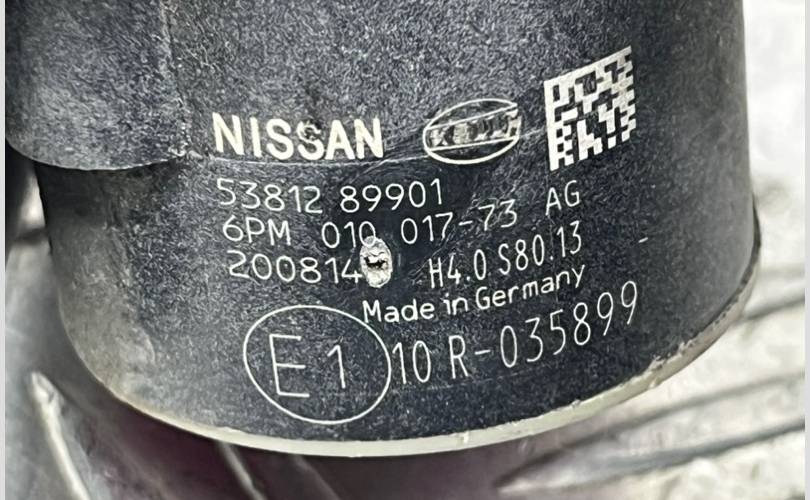 NISSAN HELLA
53812 89901
6PM 010 017-73 AG
200814 H4.0 S80.13
Made in Germany
E1 10 R-035899